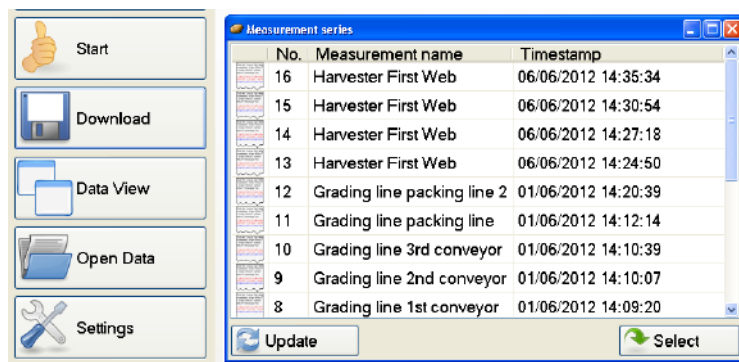 Start
Download
Data View
Open Data
Settings
Measurement series
No. Measurement name Timestamp
16 Harvester First Web 06/06/2012 14:35:34
15 Harvester First Web 06/06/2012 14:30:54
14 Harvester First Web 06/06/2012 14:27:18
13 Harvester First Web 06/06/2012 14:24:50
12 Grading line packing line 2 01/06/2012 14:20:39
11 Grading line packing line 01/06/2012 14:12:14
10 Grading line 3rd conveyor 01/06/2012 14:10:39
9 Grading line 2nd conveyor 01/06/2012 14:10:07
8 Grading line 1st conveyor 01/06/2012 14:09:20
Update Select